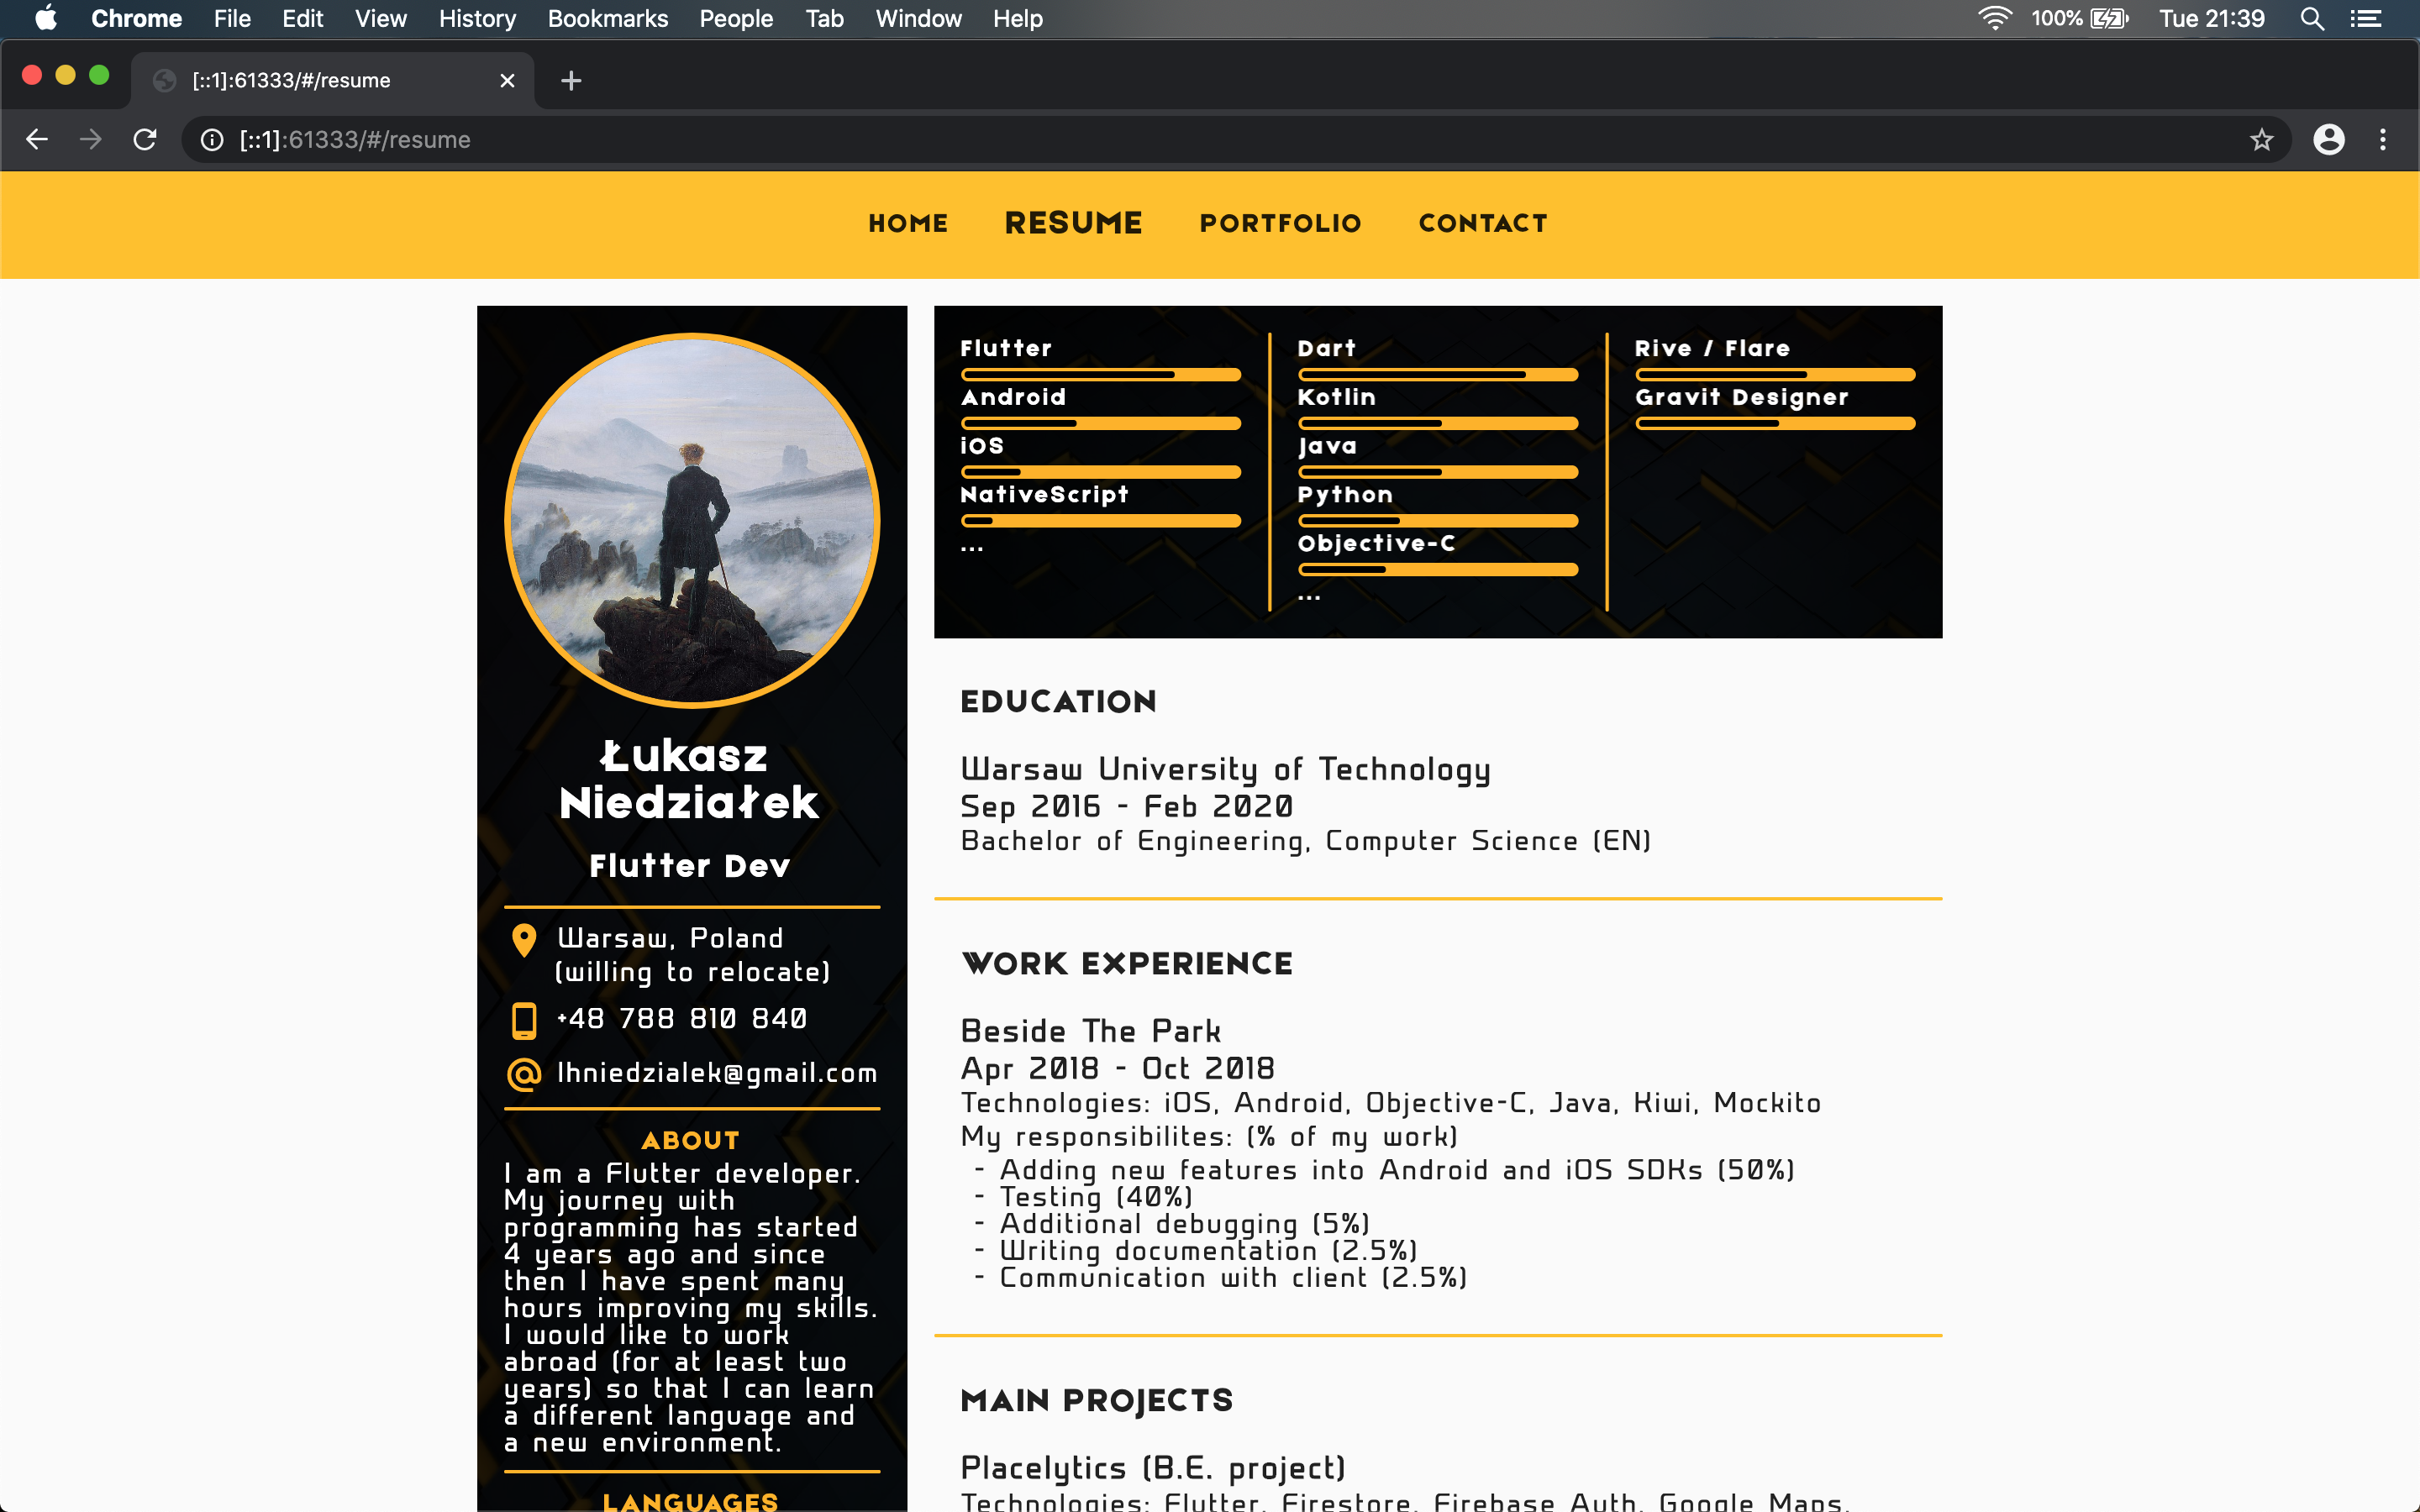 Chrome File Edit View History Bookmarks People Tab Window Help 100% Tue 21:39
[::1]:61333/#/resume
[::1]:61333/#/resume
HOME RESUME PORTFOLIO CONTACT
Łukasz
Niedziałek
Flutter Dev
Warsaw, Poland
(willing to relocate)
+48 788 810 840
lhniedzialek@gmail.com
ABOUT
I am a Flutter developer.
My journey with
programming has started
4 years ago and since
then I have spent many
hours improving my skills.
I would like to work
abroad (for at least two
years) so that I can learn
a different language and
a new environment.
LANGUAGES
Flutter
Android
iOS
NativeScript
...
Dart
Kotlin
Java
Python
Objective-C
...
Rive / Flare
Gravit Designer
EDUCATION
Warsaw University of Technology
Sep 2016 - Feb 2020
Bachelor of Engineering, Computer Science (EN)
WORK EXPERIENCE
Beside The Park
Apr 2018 - Oct 2018
Technologies: iOS, Android, Objective-C, Java, Kiwi, Mockito
My responsibilites: (% of my work)
- Adding new features into Android and iOS SDKs (50%)
- Testing (40%)
- Additional debugging (5%)
- Writing documentation (2.5%)
- Communication with client (2.5%)
MAIN PROJECTS
Placelytics (B.E. project)
Technologies: Flutter, Firestore, Firebase Auth, Google Maps,